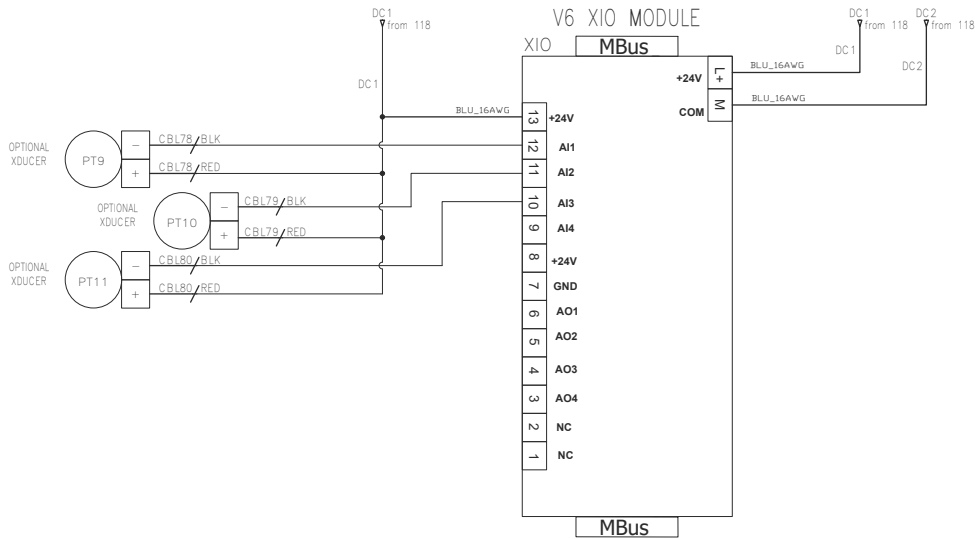 DC1
from 118
V6 XIO MODULE
DC1
from 118
DC2
from 118
XIO
MBus
DC1
DC2
DC1
+24V
L+
BLU_16AWG
COM
M
BLU_16AWG
BLU_16AWG
13
+24V
OPTIONAL
XDUCER
PT9
-
CBL78/BLK
12
AI1
+
CBL78/RED
11
AI2
OPTIONAL
XDUCER
PT10
-
CBL79/BLK
10
AI3
+
CBL79/RED
9
AI4
OPTIONAL
XDUCER
PT11
-
CBL80/BLK
8
+24V
+
CBL80/RED
7
GND
6
AO1
5
AO2
4
AO3
3
AO4
2
NC
1
NC
MBus